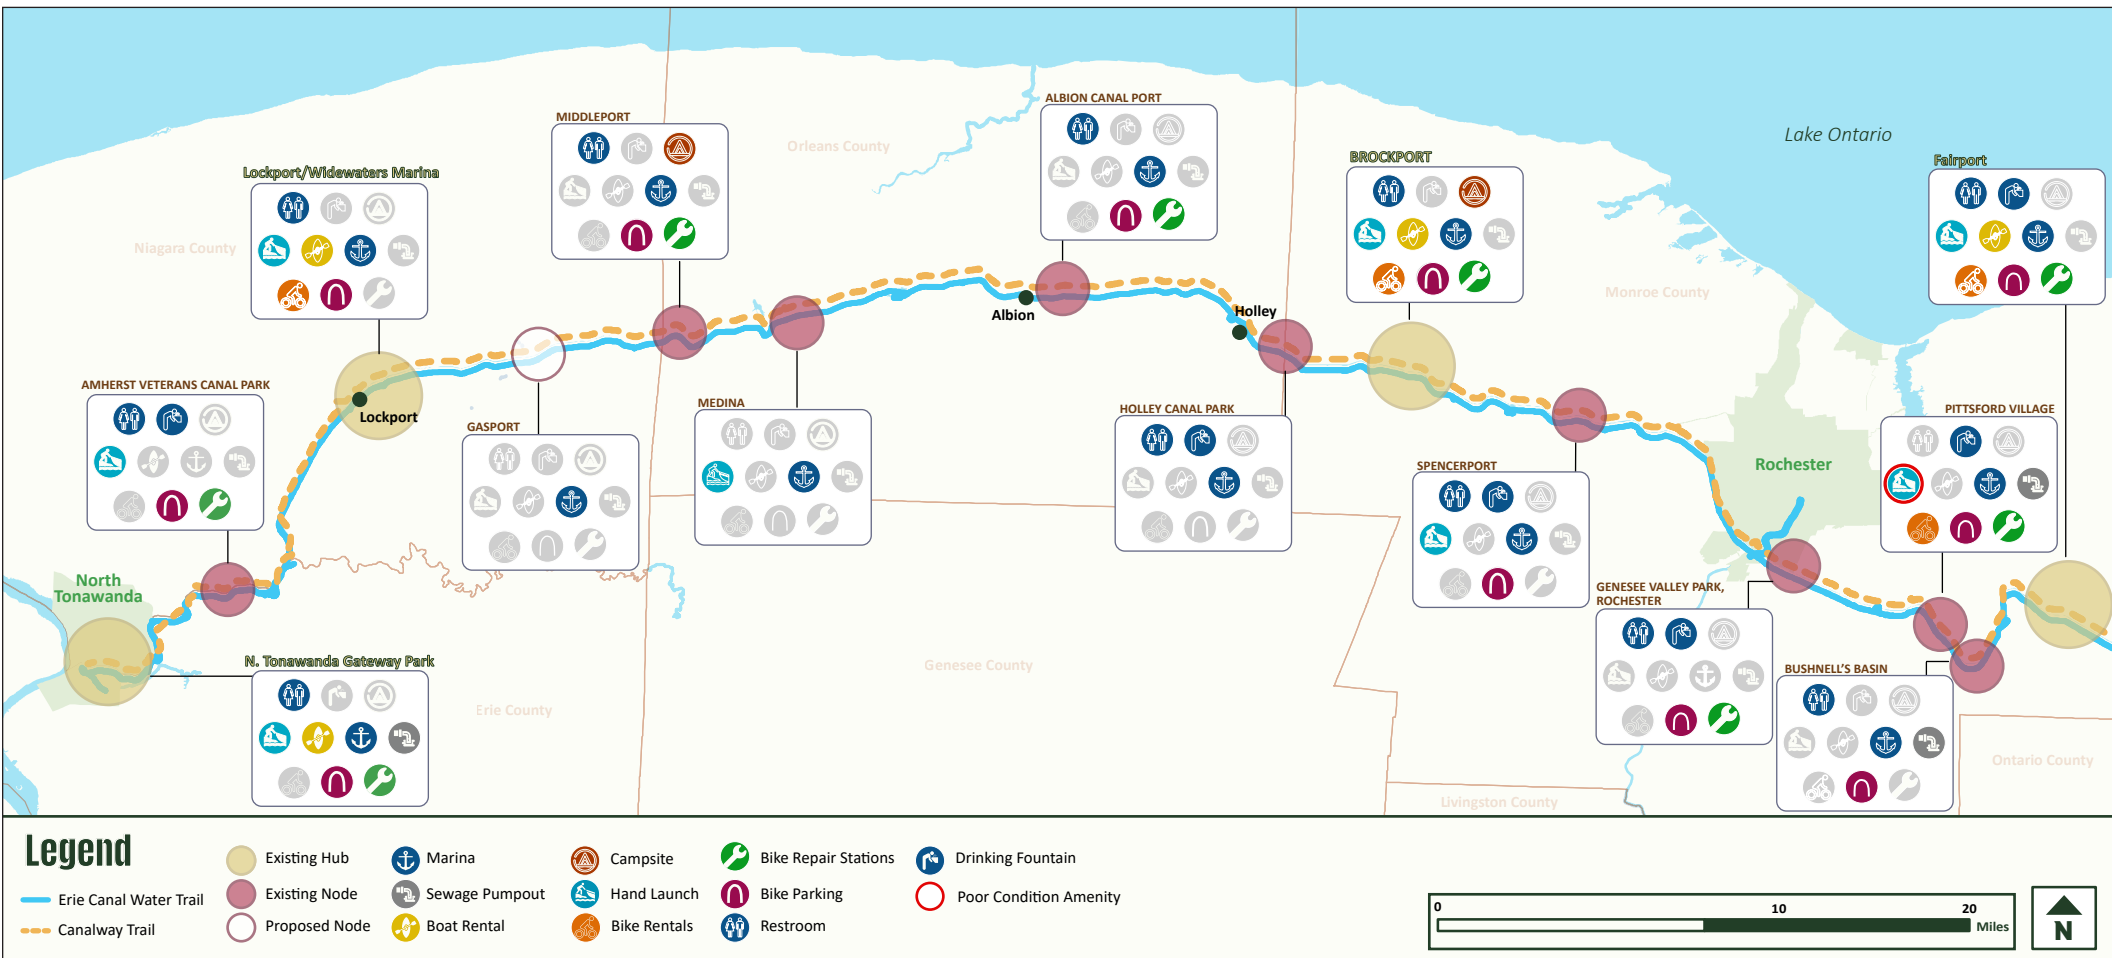 ALBION CANAL PORT
MIDDLEPORT
Lake Ontario
Orleans County
BROCKPORT
Fairport
Lockport/Widewaters Marina
Niagara County
Monroe County
Albion
Holley
AMHERST VETERANS CANAL PARK
Lockport
GASPORT
MEDINA
HOLLEY CANAL PARK
PITTSFORD VILLAGE
SPENCERPORT
Rochester
North
Tonawanda
GENESEE VALLEY PARK,
ROCHESTER
N. Tonawanda Gateway Park
Genesee County
BUSHNELL'S BASIN
Erie County
Ontario County
Livingston County
Legend
Erie Canal Water Trail
Canalway Trail
Existing Hub
Existing Node
Proposed Node
Marina
Sewage Pumpout
Boat Rental
Campsite
Hand Launch
Bike Rentals
Bike Repair Stations
Bike Parking
Restroom
Drinking Fountain
Poor Condition Amenity
0 10 20
Miles
N